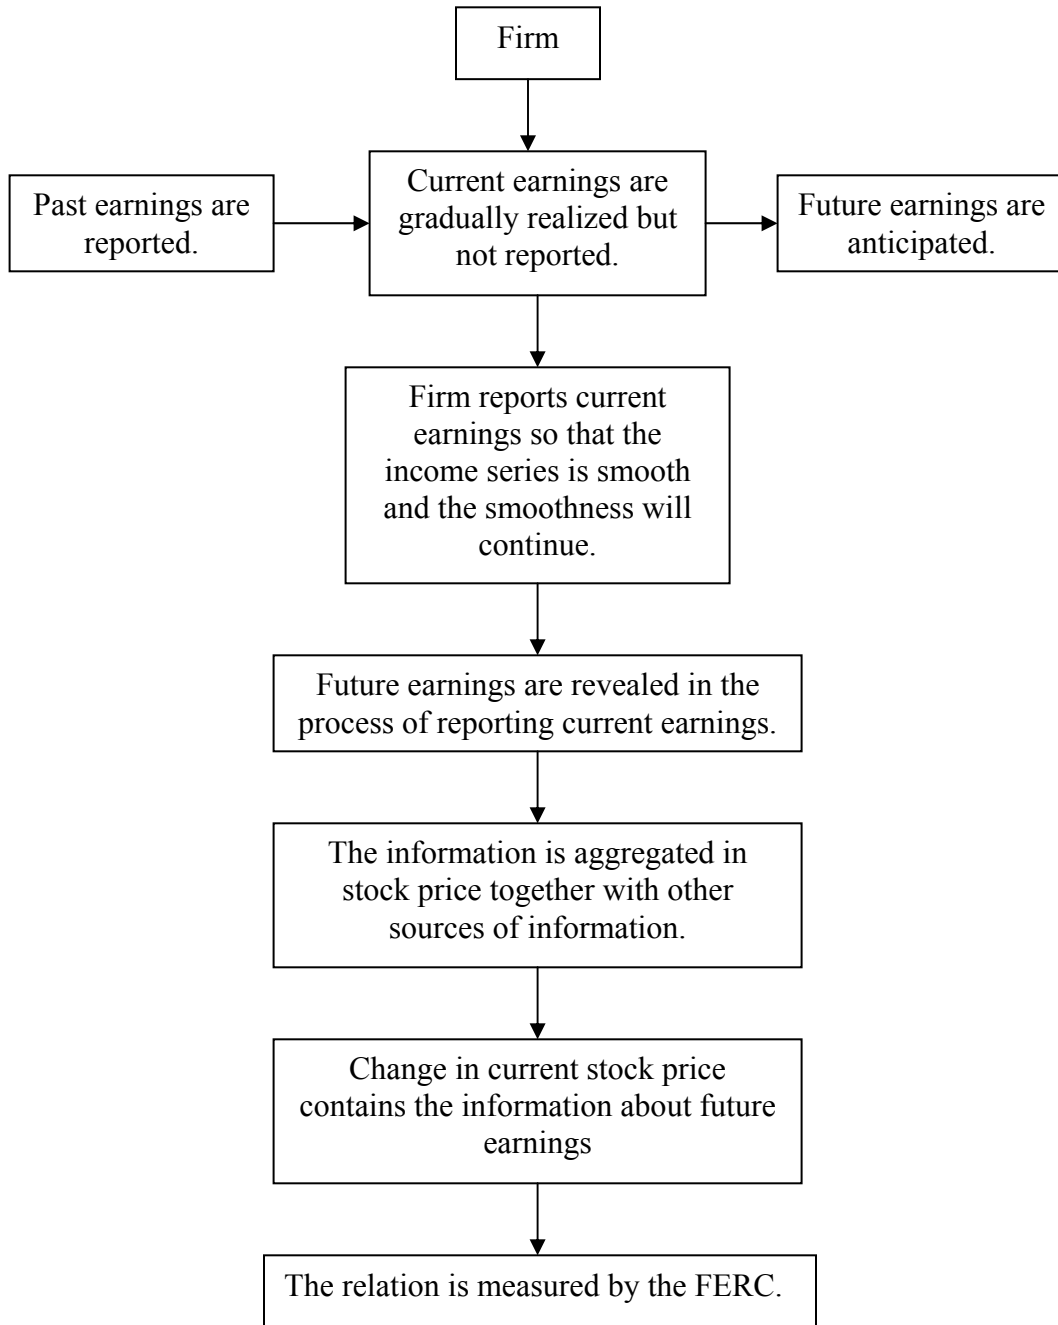 Firm
Past earnings are
reported.
Current earnings are
gradually realized but
not reported.
Future earnings are
anticipated.
Firm reports current
earnings so that the
income series is smooth
and the smoothness will
continue.
Future earnings are revealed in the
process of reporting current earnings.
The information is aggregated in
stock price together with other
sources of information.
Change in current stock price
contains the information about future
earnings
The relation is measured by the FERC.